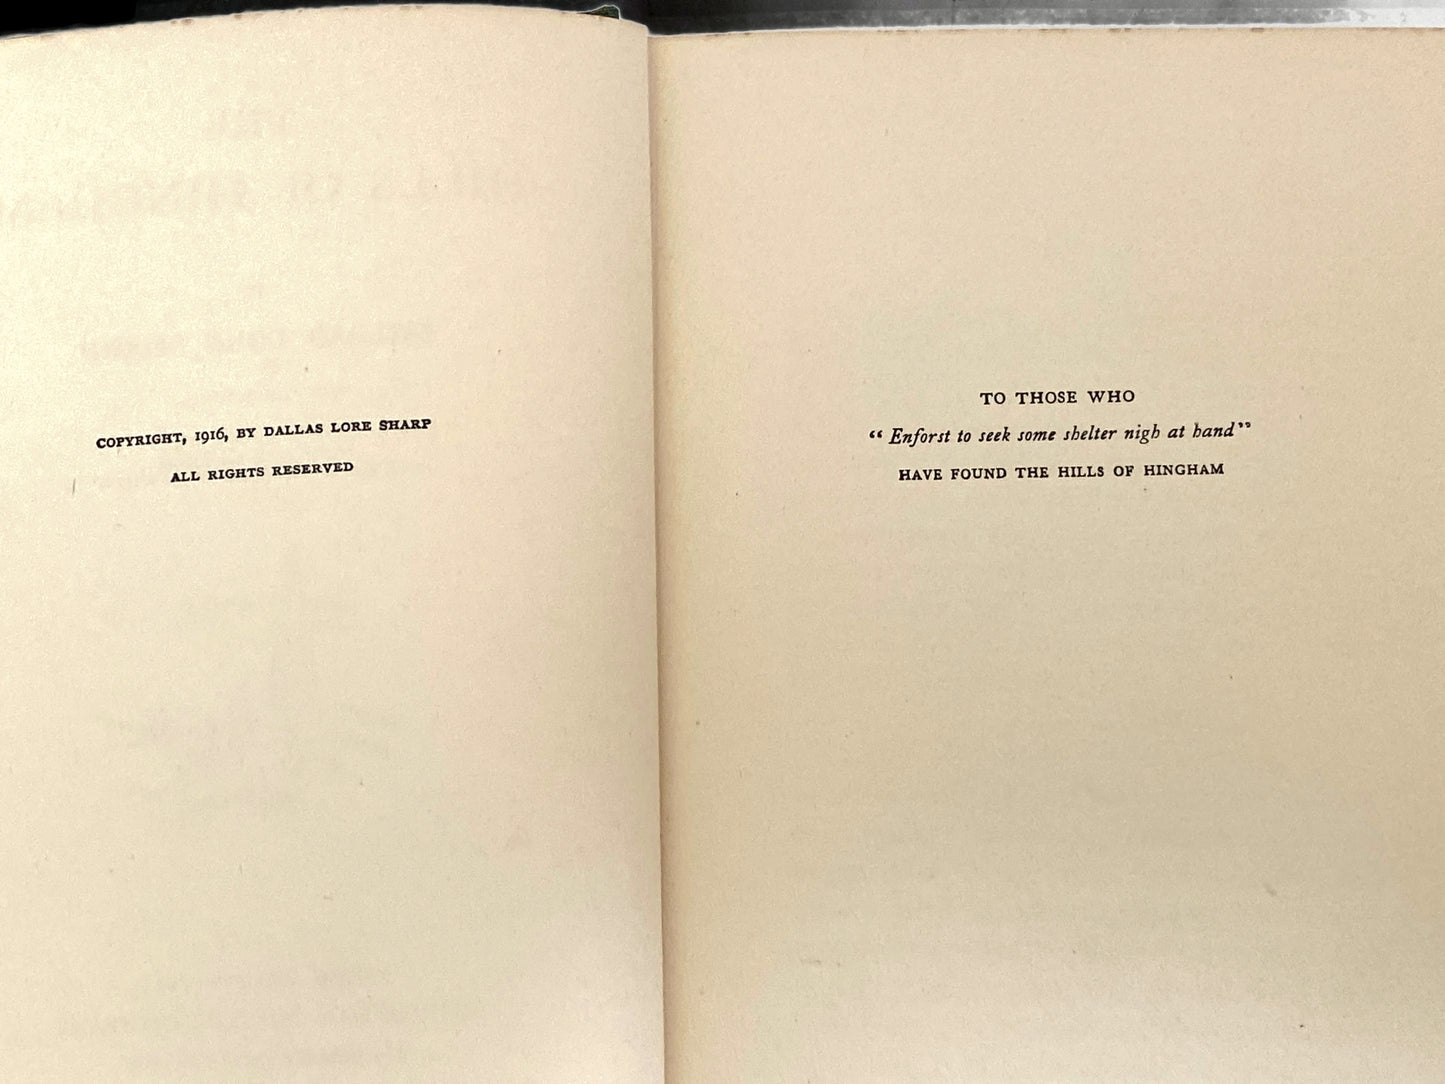 COPYRIGHT, 1916, BY DALLAS LORE SHARP
ALL RIGHTS RESERVED
TO THOSE WHO
“Enforst to seek some shelter nigh at hand”
HAVE FOUND THE HILLS OF HINGHAM